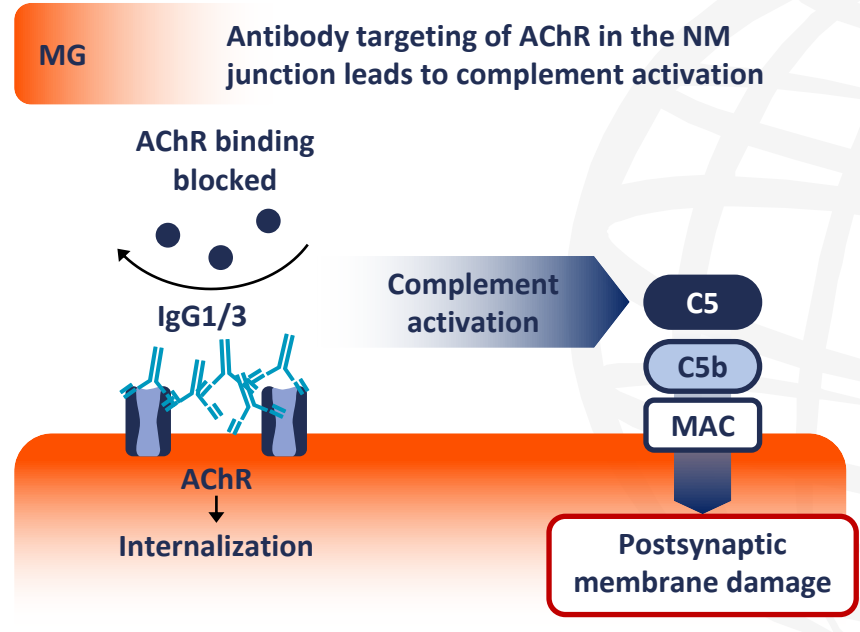 MG
Antibody targeting of AChR in the NM
junction leads to complement activation
AChR binding
blocked
IgG1/3
Complement
activation
C5
C5b
MAC
AChR
Internalization
Postsynaptic
membrane damage